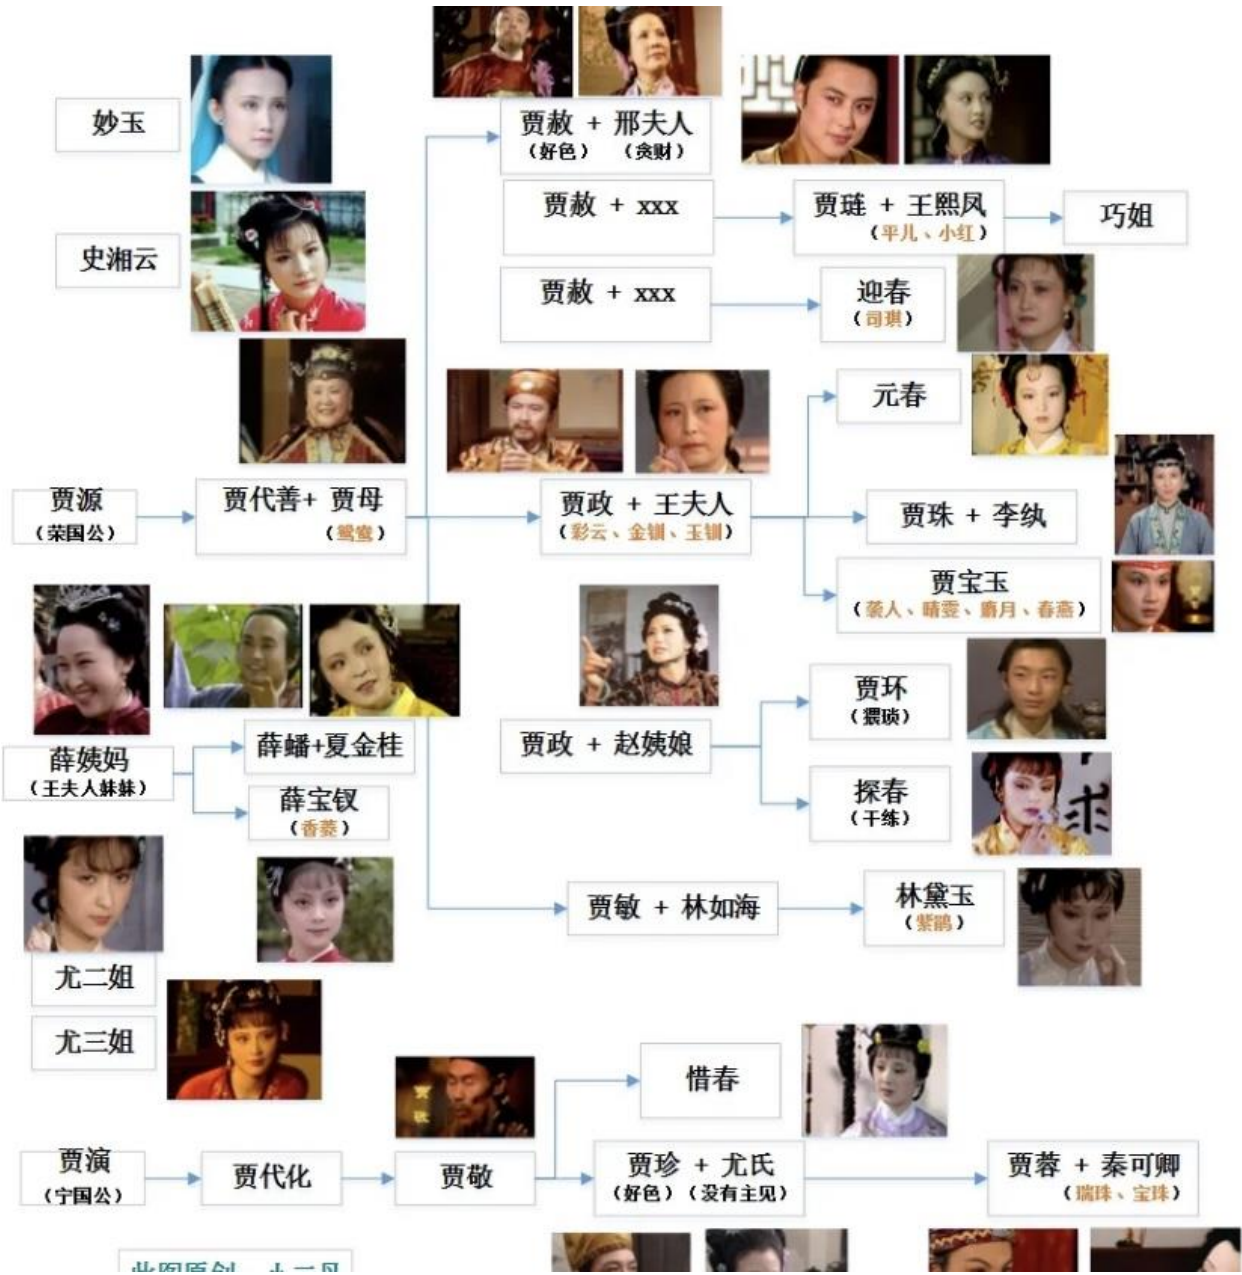 妙玉
史湘云
贾赦 + 邢夫人
（好色） （贪财）
贾赦 + xxx
贾琏 + 王熙凤
（平儿、小红）
巧姐
贾赦 + xxx
迎春
（司琪）
元春
贾源
（荣国公）
贾代善+ 贾母
（鸳鸯）
贾政 + 王夫人
（彩云、金钏、玉钏）
贾珠 + 李纨
贾宝玉
（袭人、晴雯、麝月、春燕）
贾环
（猥琐）
贾政 + 赵姨娘
探春
（干练）
薛姨妈
（王夫人妹妹）
薛蟠+夏金桂
薛宝钗
（香菱）
贾敏 + 林如海
林黛玉
（紫鹃）
尤二姐
尤三姐
贾敬
惜春
贾演
（宁国公）
贾代化
贾敬
贾珍 + 尤氏
（好色）（没有主见）
贾蓉 + 秦可卿
（瑞珠、宝珠）